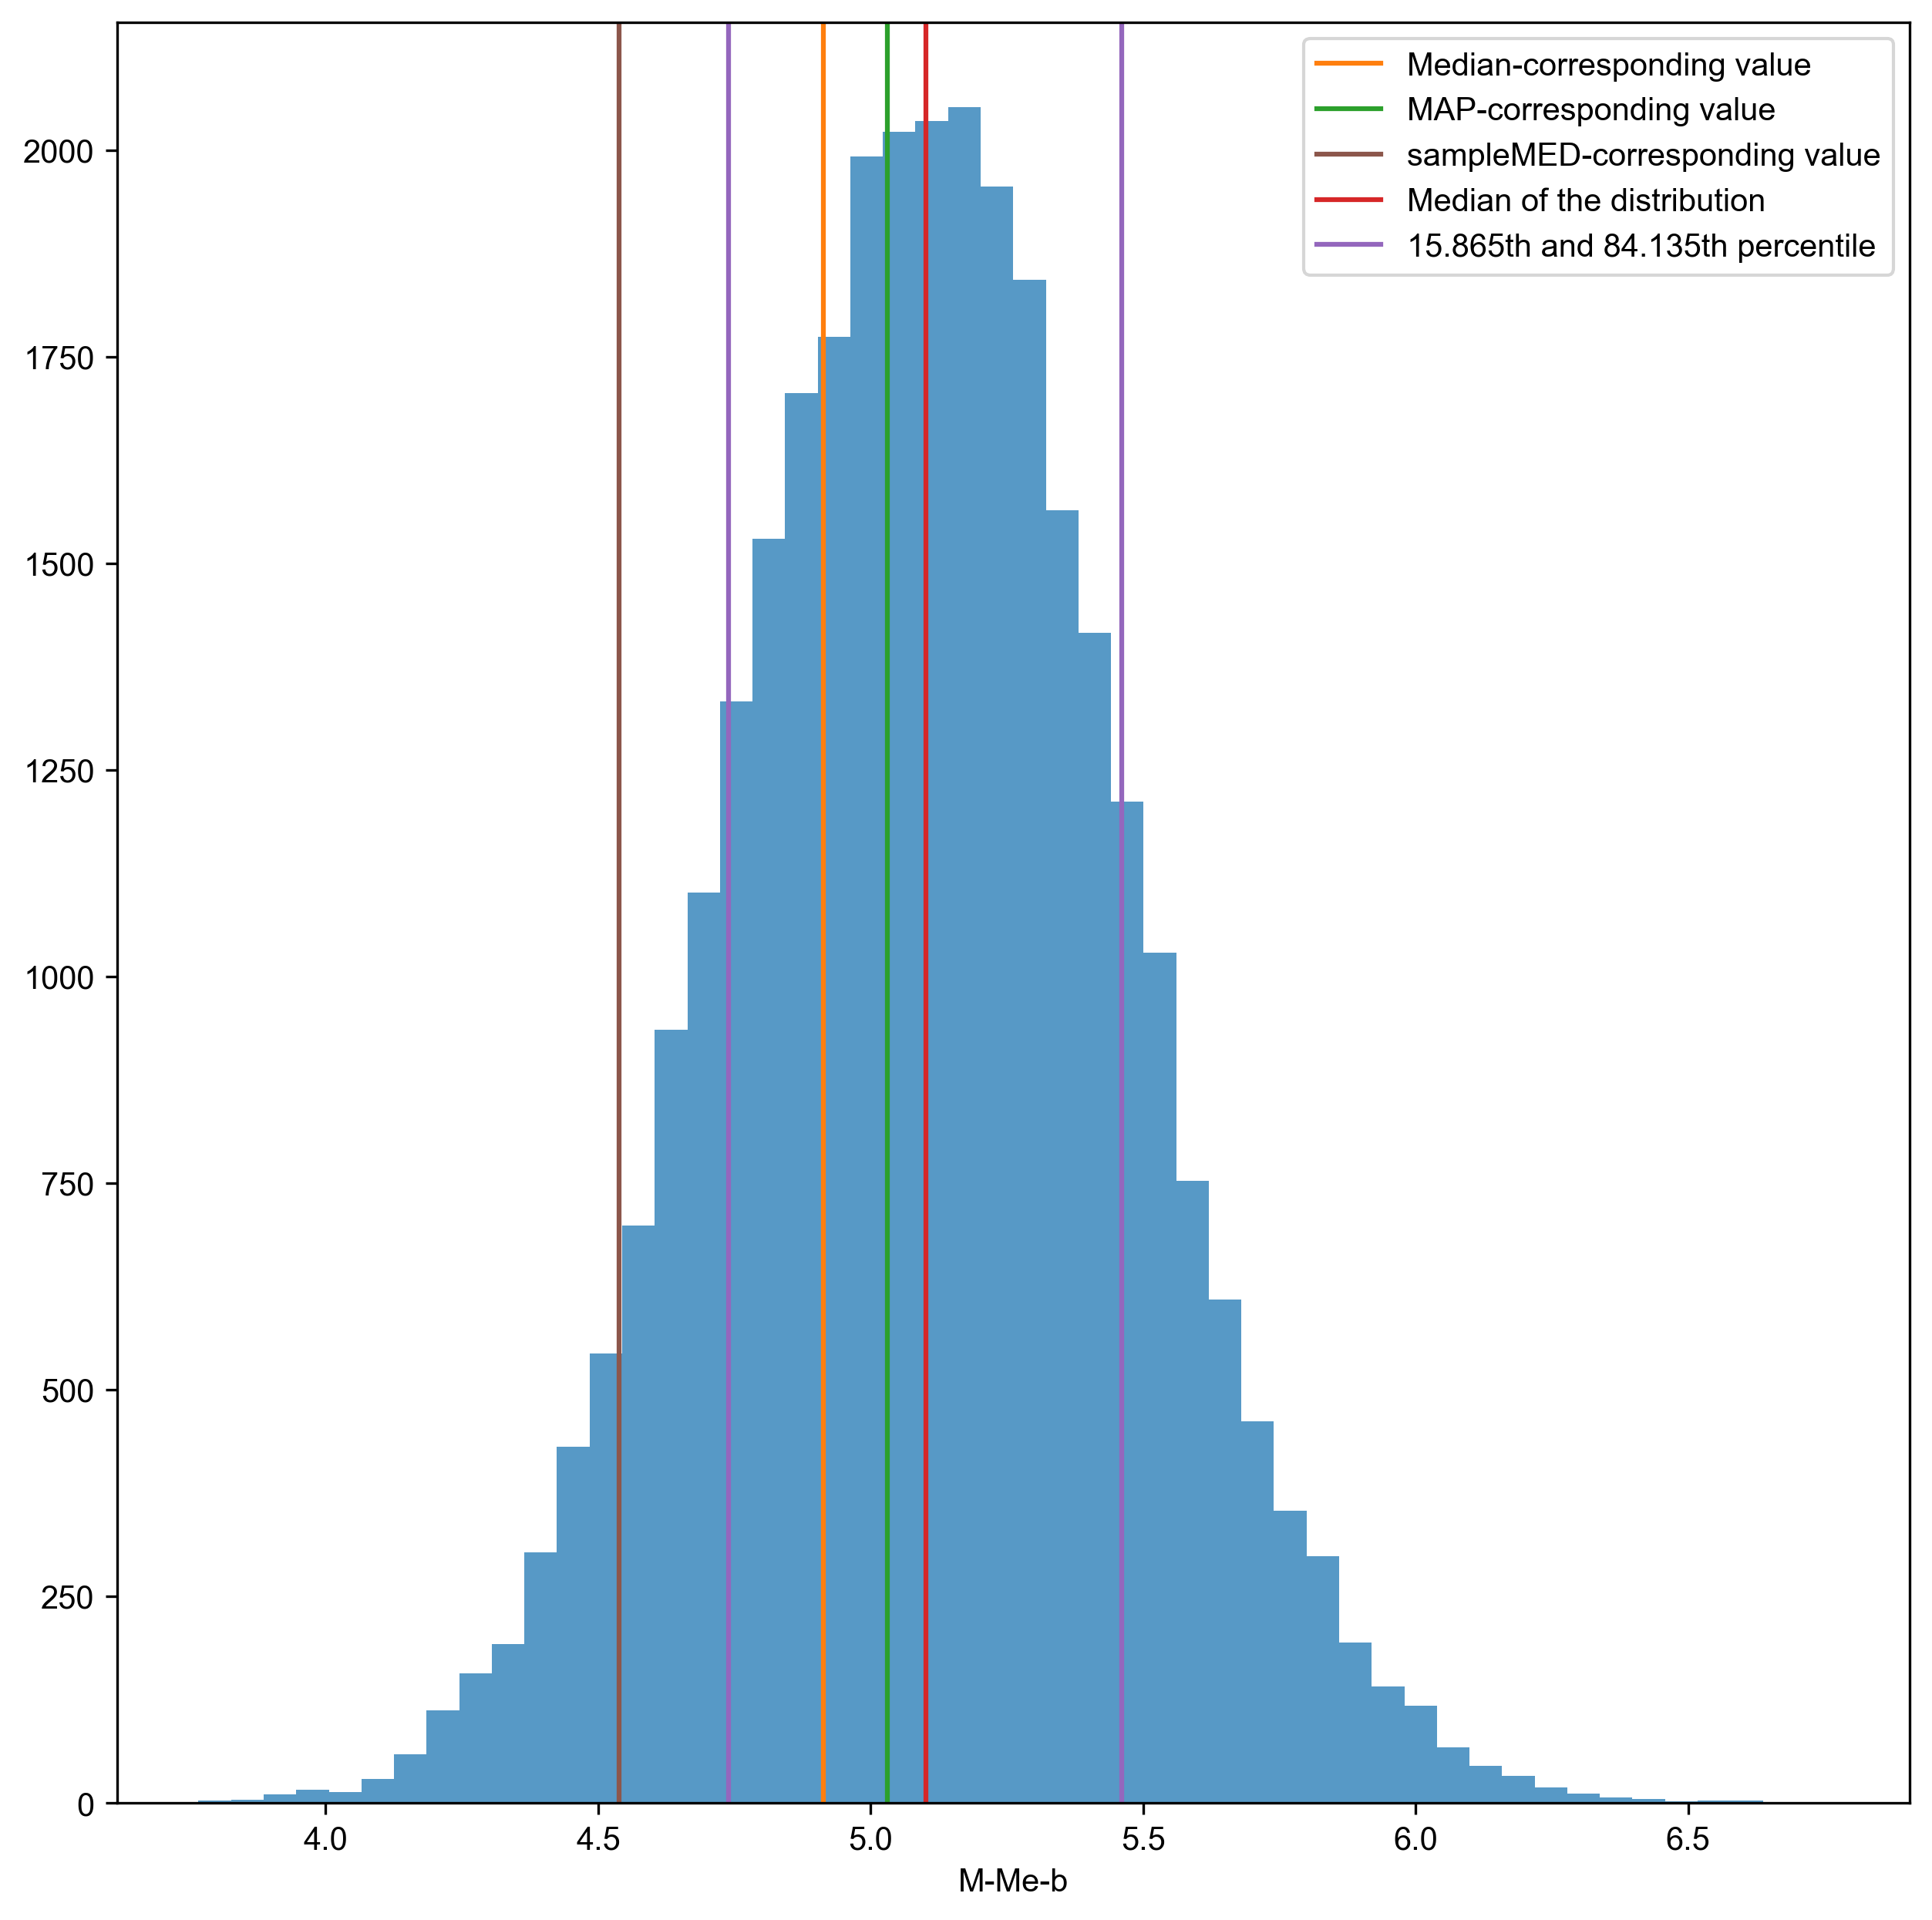 Median-corresponding value
MAP-corresponding value
sampleMED-corresponding value
Median of the distribution
15.865th and 84.135th percentile
2000
1750
1500
1250
1000
750
500
250
0
4.0 4.5 5.0 5.5 6.0 6.5
M-Me-b